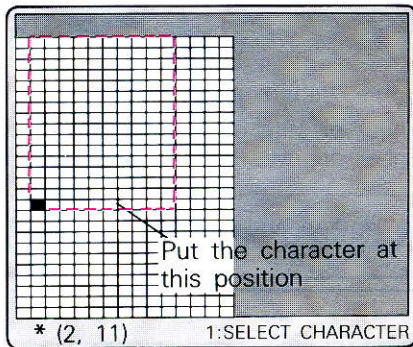 Put the character at
this position
* (2, 11) 1:SELECT CHARACTER